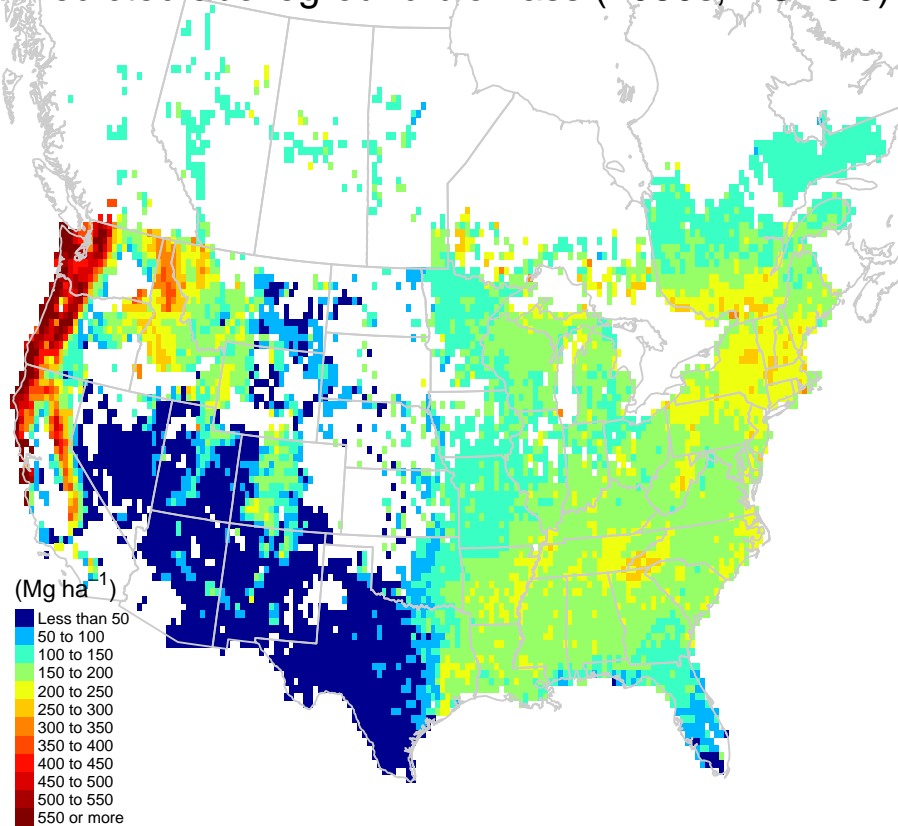 (Mg ha⁻¹)
Less than 50
50 to 100
100 to 150
150 to 200
200 to 250
250 to 300
300 to 350
350 to 400
400 to 450
450 to 500
500 to 550
550 or more